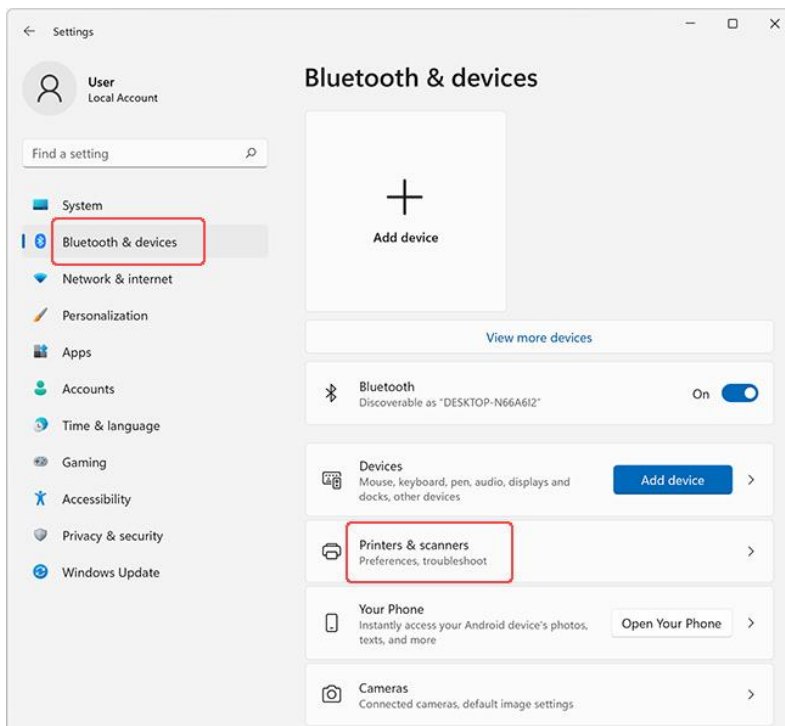 Settings
User
Local Account
Find a setting
System
Bluetooth & devices
Network & internet
Personalization
Apps
Accounts
Time & language
Gaming
Accessibility
Privacy & security
Windows Update
Bluetooth & devices
Add device
View more devices
Bluetooth
Discoverable as "DESKTOP-N66A6I2"
On
Devices
Mouse, keyboard, pen, audio, displays and
docks, other devices
Add device
Printers & scanners
Preferences, troubleshoot
Your Phone
Instantly access your Android device's photos,
texts, and more
Open Your Phone
Cameras
Connected cameras, default image settings